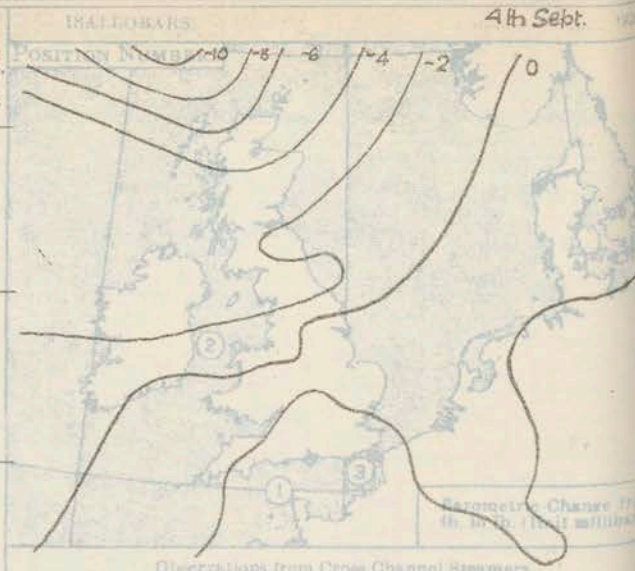 ISALLOBARS
4th Sept.
POSITION NUMBER
-10 -8 -6 -4 -2 0
2
3
1
Barometric Change
Observations from Cross Channel Steamers